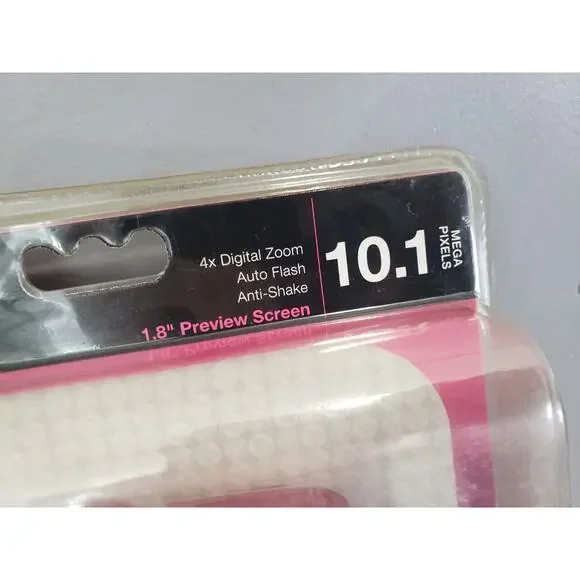 4x Digital Zoom
Auto Flash
Anti-Shake
1.8" Preview Screen
10.1
MEGA
PIXELS